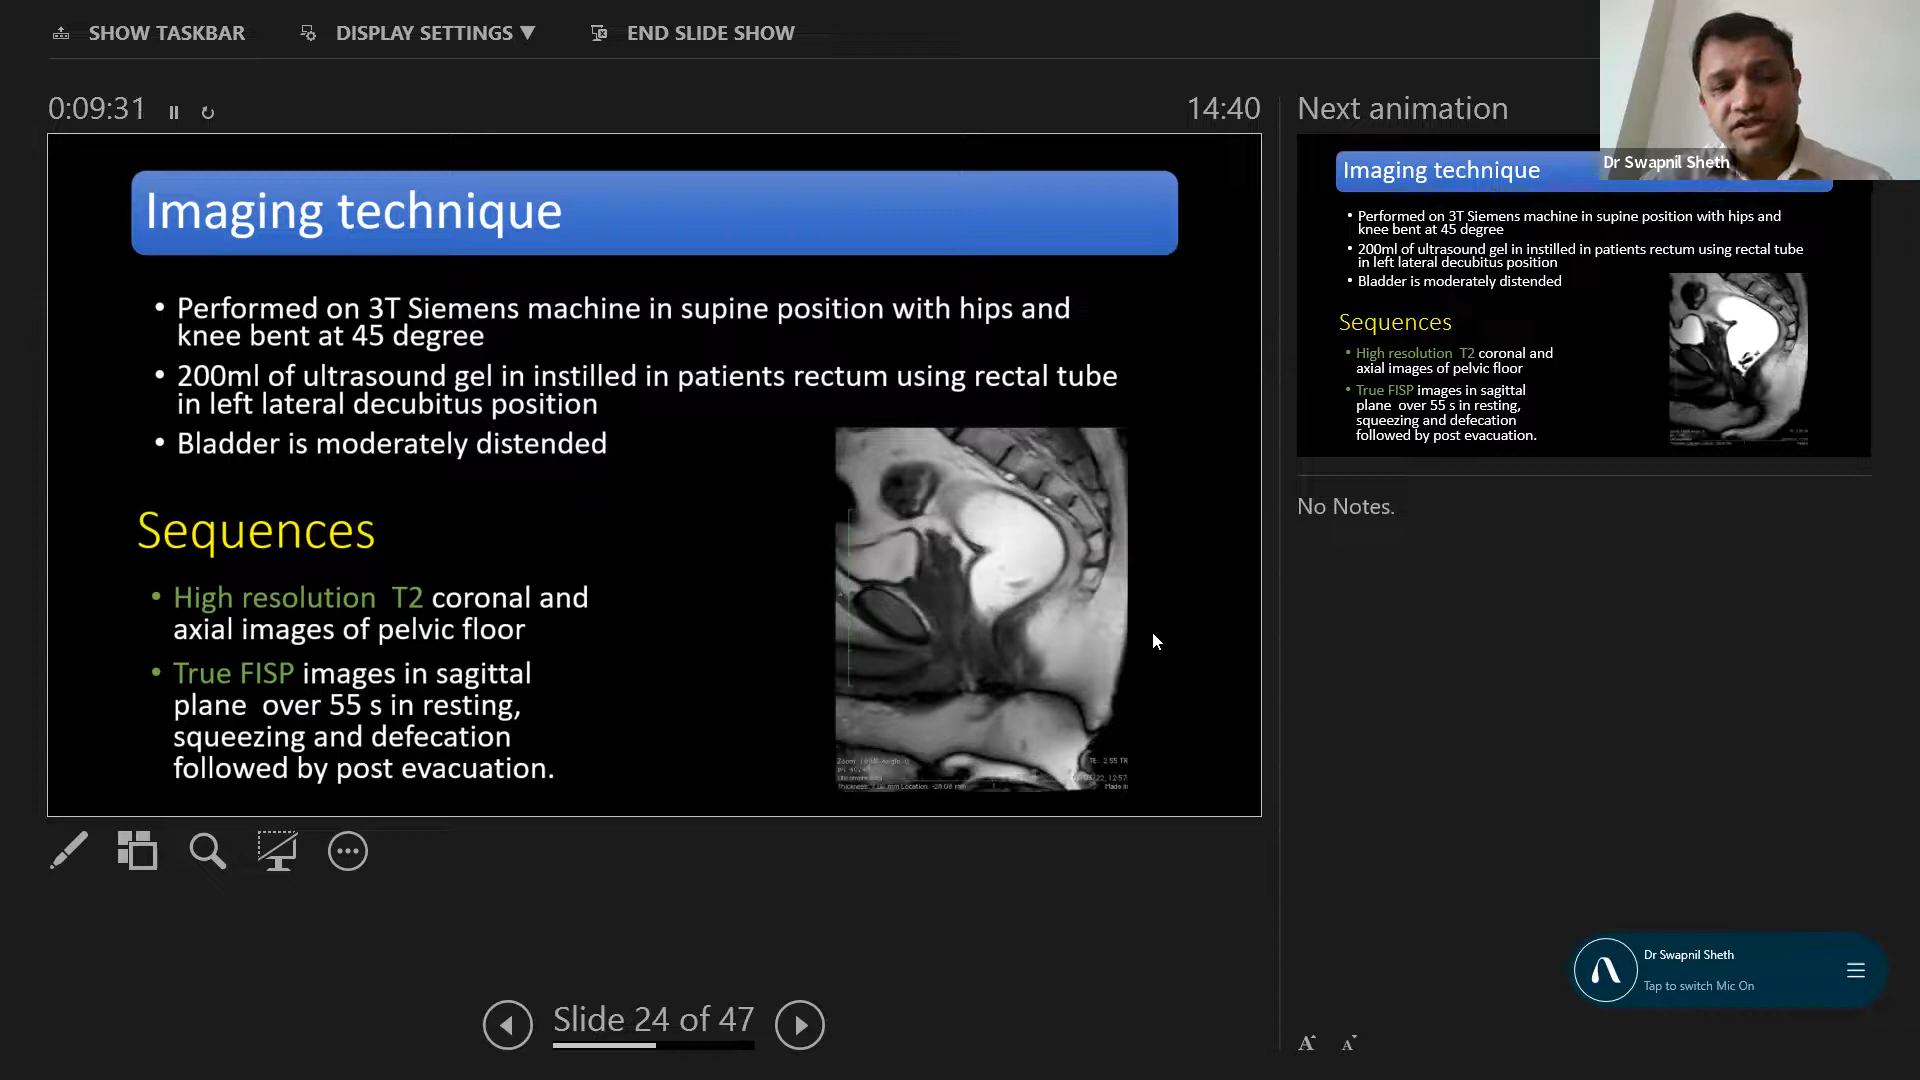 SHOW TASKBAR
DISPLAY SETTINGS ▼
END SLIDE SHOW
0:09:31
14:40
Imaging technique
• Performed on 3T Siemens machine in supine position with hips and
knee bent at 45 degree
• 200ml of ultrasound gel in instilled in patients rectum using rectal tube
in left lateral decubitus position
• Bladder is moderately distended
Sequences
• High resolution T2 coronal and
axial images of pelvic floor
• True FISP images in sagittal
plane over 55 s in resting,
squeezing and defecation
followed by post evacuation.
TE: 2.55 TR
Made in
Slide 24 of 47
Next animation
Dr Swapnil Sheth
Imaging technique
• Performed on 3T Siemens machine in supine position with hips and
knee bent at 45 degree
• 200ml of ultrasound gel in instilled in patients rectum using rectal tube
in left lateral decubitus position
• Bladder is moderately distended
Sequences
• High resolution T2 coronal and
axial images of pelvic floor
• True FISP images in sagittal
plane over 55 s in resting,
squeezing and defecation
followed by post evacuation.
No Notes.
Dr Swapnil Sheth
Tap to switch Mic On
A A